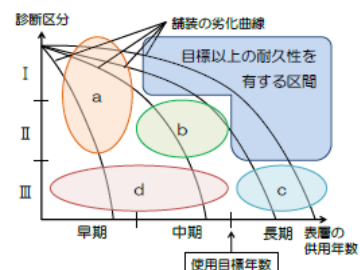 診断区分
舗装の劣化曲線
目標以上の耐久性を
有する区間
Ⅰ
a
Ⅱ
b
Ⅲ
d
c
早期
中期
長期
表層の
供用年数
使用目標年数